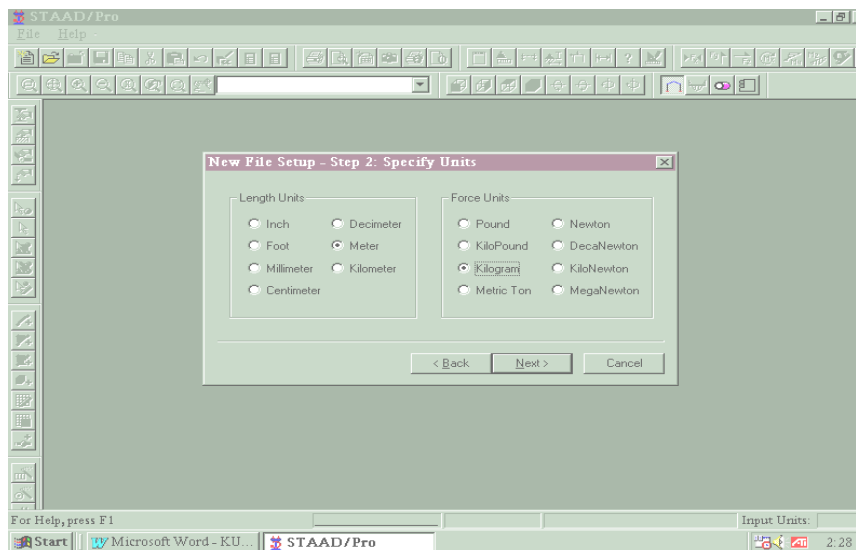 STAAD/Pro
File Help
New File Setup - Step 2: Specify Units
Length Units
Force Units
Inch Decimeter Pound Newton
Foot Meter KiloPound DecaNewton
Millimeter Kilometer Kilogram KiloNewton
Centimeter Metric Ton MegaNewton
< Back Next > Cancel
For Help, press F1
Input Units:
Start Microsoft Word - KU... STAAD/Pro 2:28